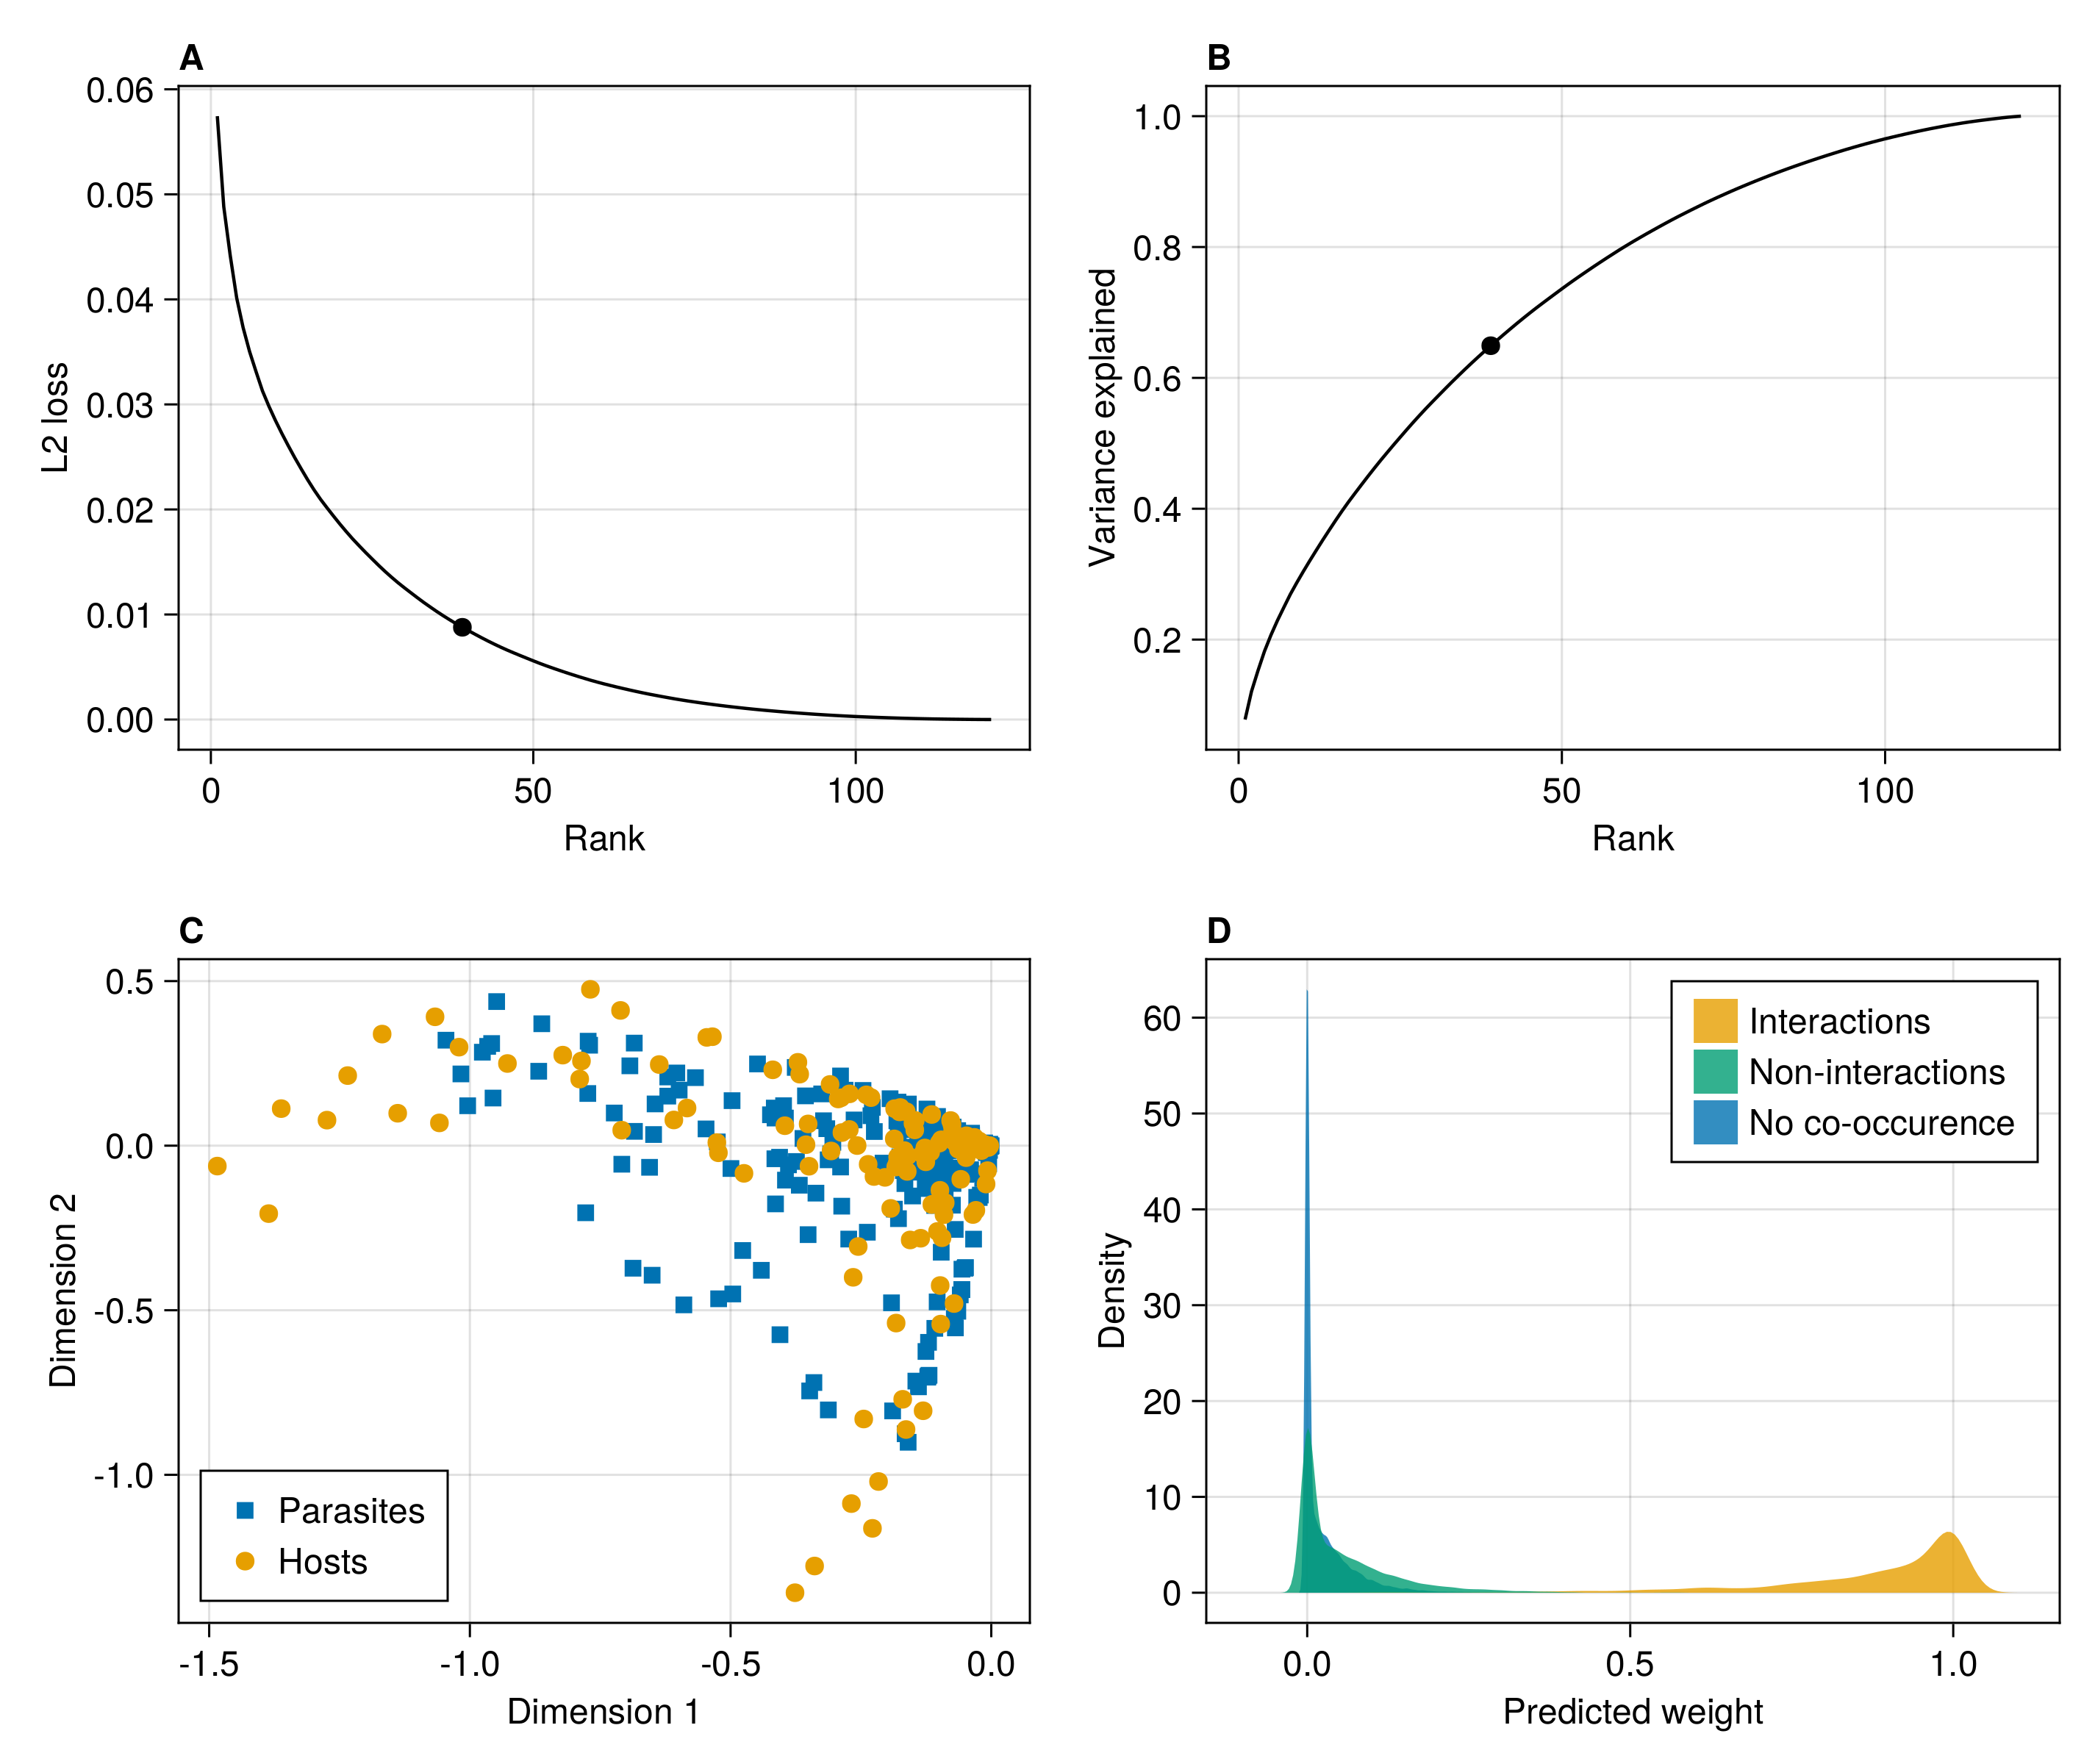 A
0.06
0.05
0.04
0.03
0.02
0.01
0.00
L2 loss
0 50 100
Rank
B
1.0
0.8
0.6
0.4
0.2
Variance explained
0 50 100
Rank
C
0.5
0.0
-0.5
-1.0
Dimension 2
Parasites
Hosts
-1.5 -1.0 -0.5 0.0
Dimension 1
D
60
50
40
30
20
10
0
Density
Interactions
Non-interactions
No co-occurence
0.0 0.5 1.0
Predicted weight